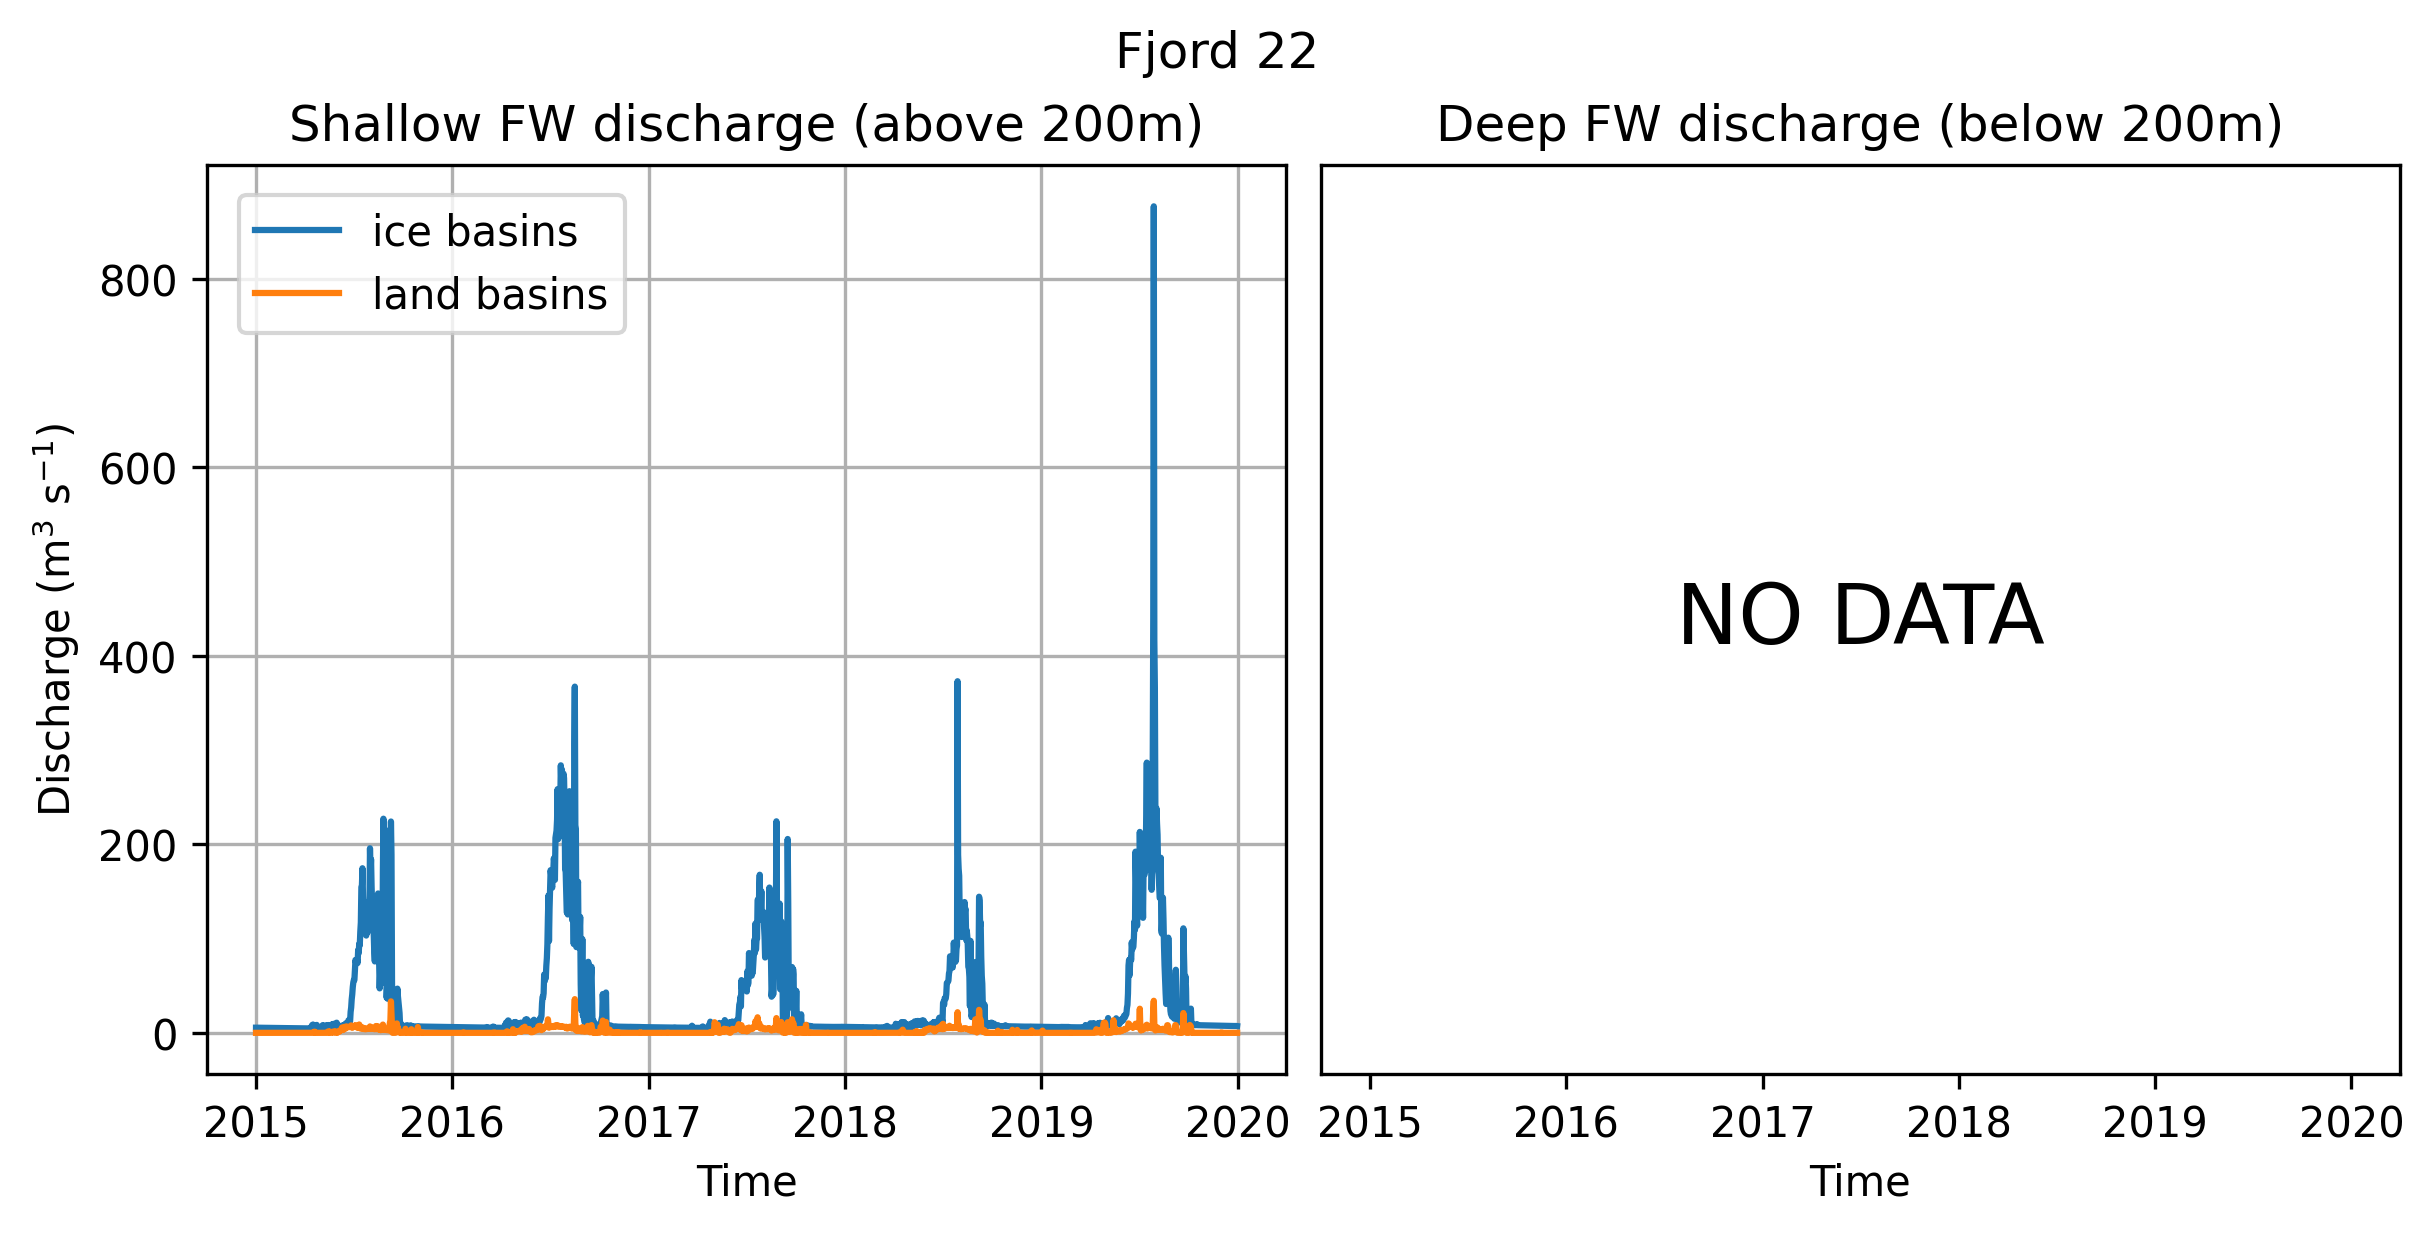 Fjord 22
Shallow FW discharge (above 200m)
Deep FW discharge (below 200m)
ice basins
land basins
800
600
400
200
0
Discharge (m³ s⁻¹)
NO DATA
2015 2016 2017 2018 2019 2020
2015 2016 2017 2018 2019 2020
Time
Time